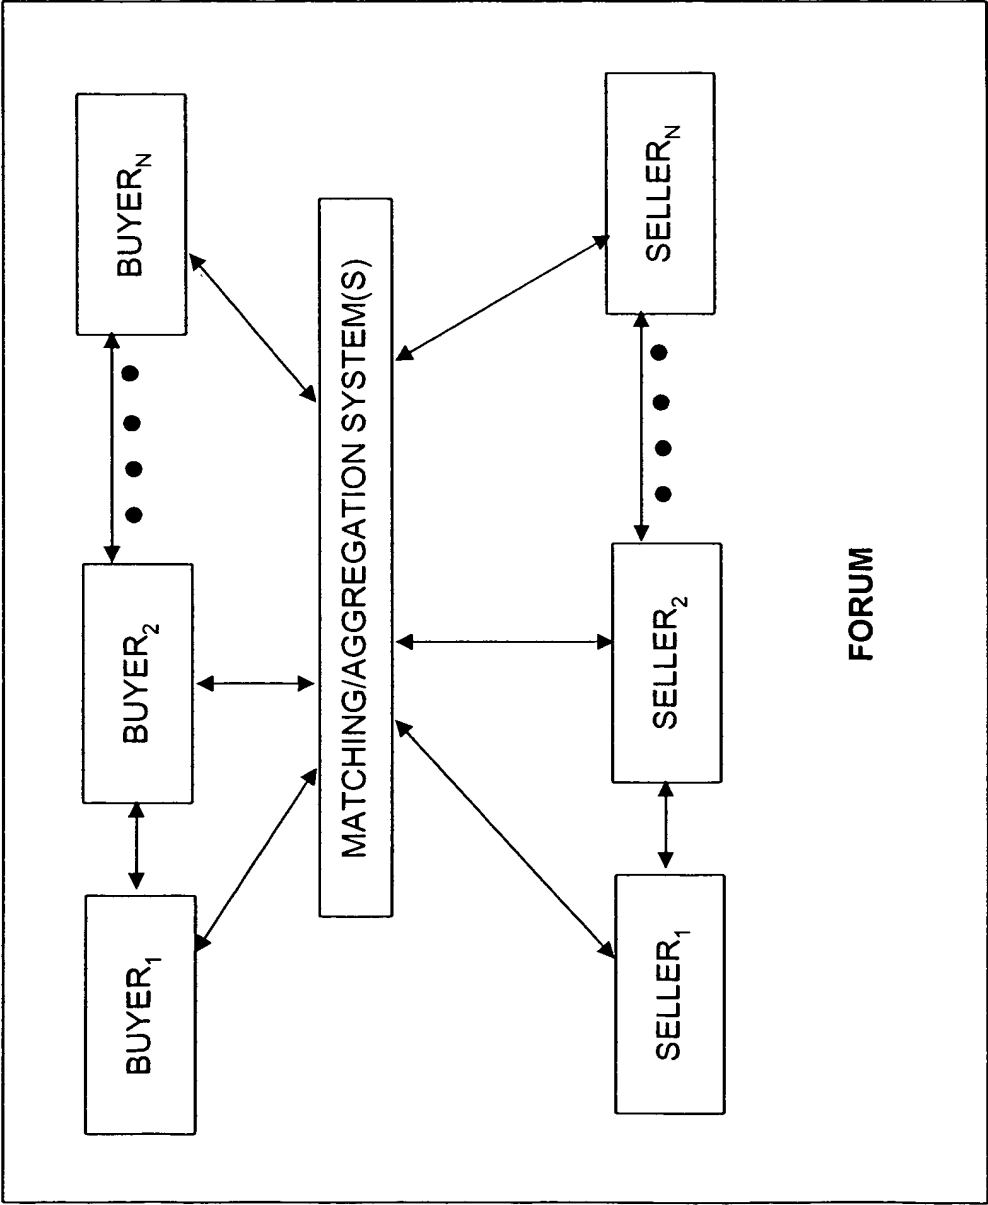 BUYER₁
BUYER₂
BUYERN
MATCHING/AGGREGATION SYSTEM(S)
SELLER₁
SELLER₂
SELLERN
FORUM